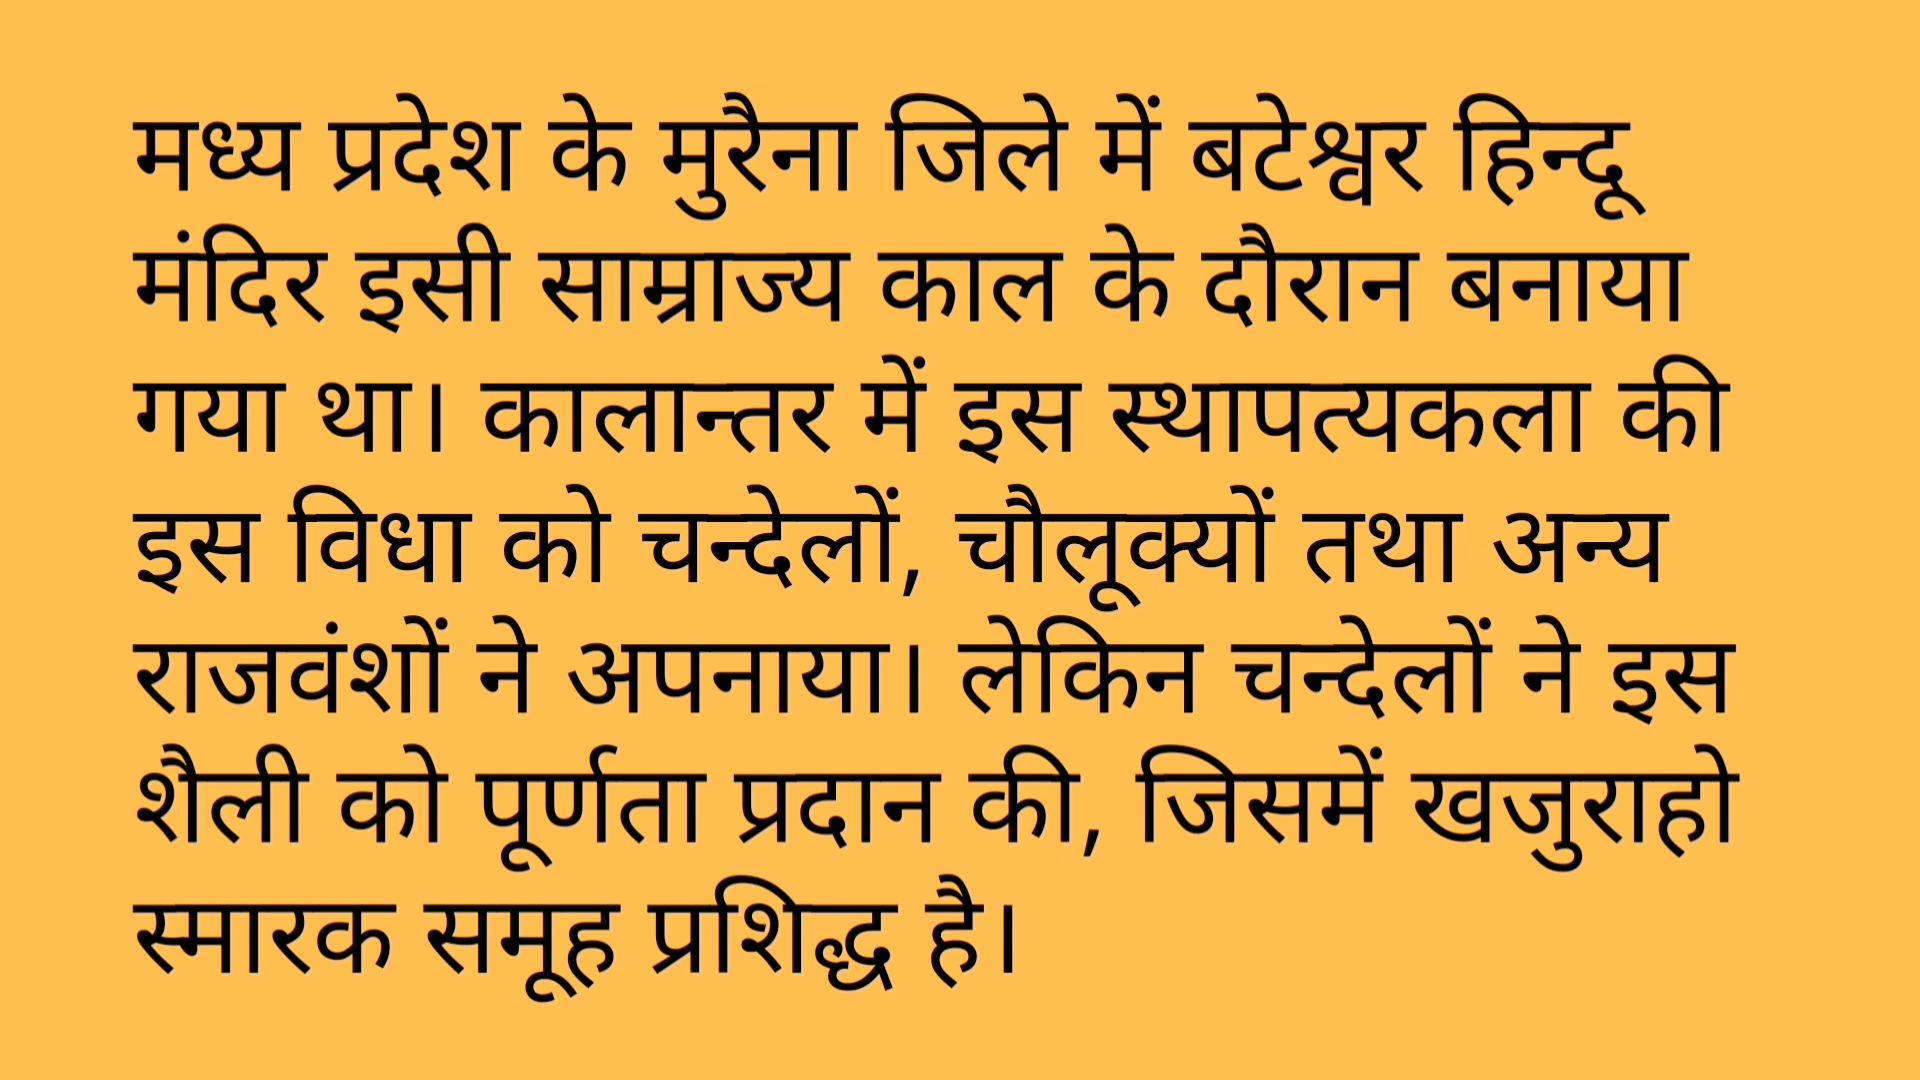 मध्य प्रदेश के मुरैना जिले में बटेश्वर हिन्दू
मंदिर इसी साम्राज्य काल के दौरान बनाया
गया था। कालान्तर में इस स्थापत्यकला की
इस विधा को चन्देलों, चौलूक्यों तथा अन्य
राजवंशों ने अपनाया। लेकिन चन्देलों ने इस
शैली को पूर्णता प्रदान की, जिसमें खजुराहो
स्मारक समूह प्रशिद्ध है।